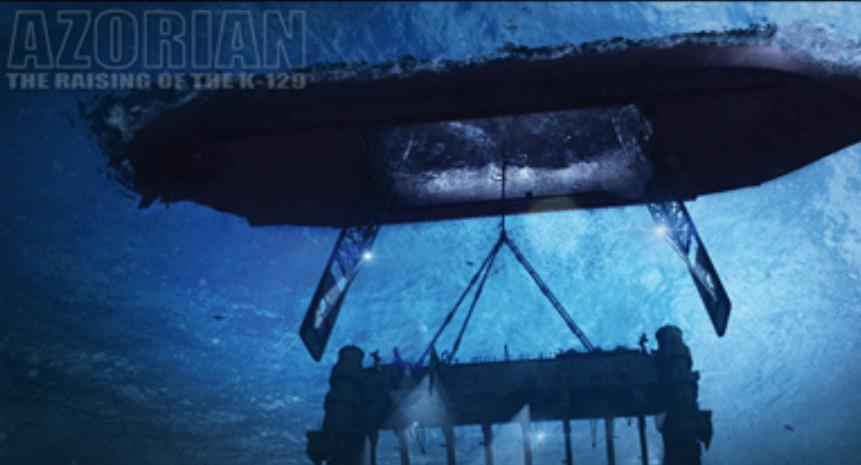 AZORIAN
THE RAISING OF THE K-129